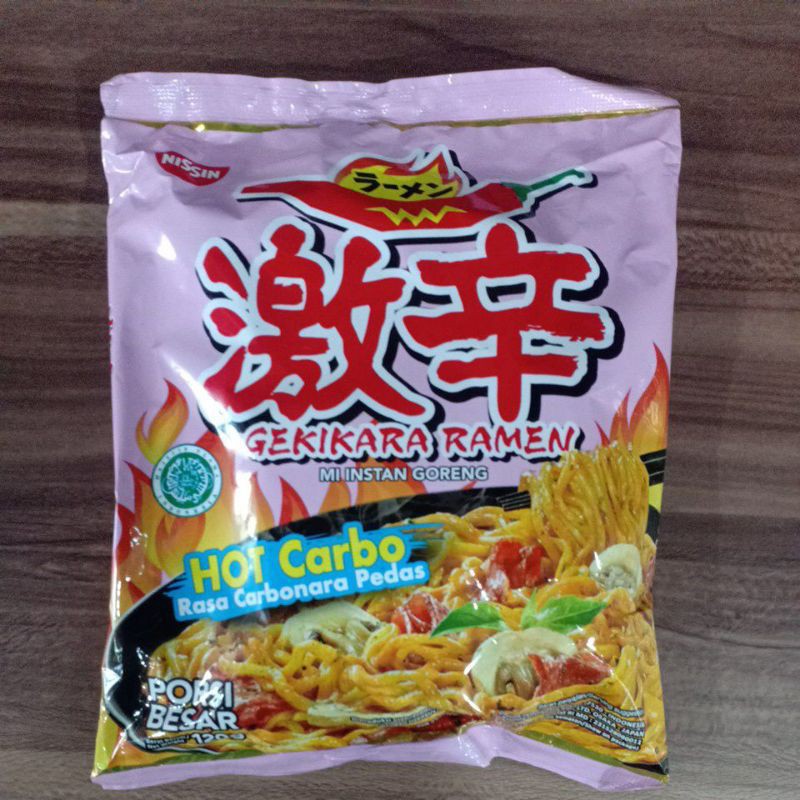 NISSIN
ラーメン
激辛
GEKIKARA RAMEN
MI INSTAN GORENG
HOT Carbo
Rasa Carbonara Pedas
PORSI
BESAR
120 g